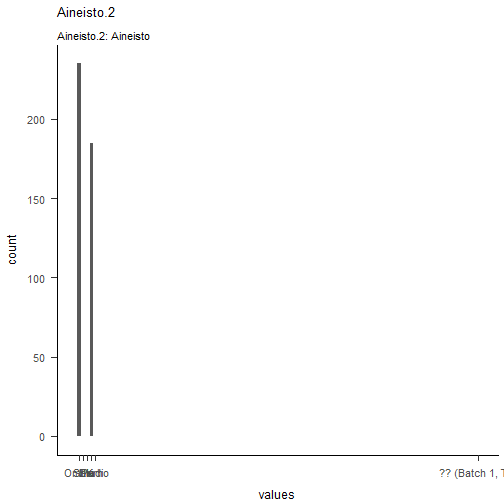 Aineisto.2
Aineisto.2: Aineisto
count
200
150
100
50
0
?? (Batch 1, T
values